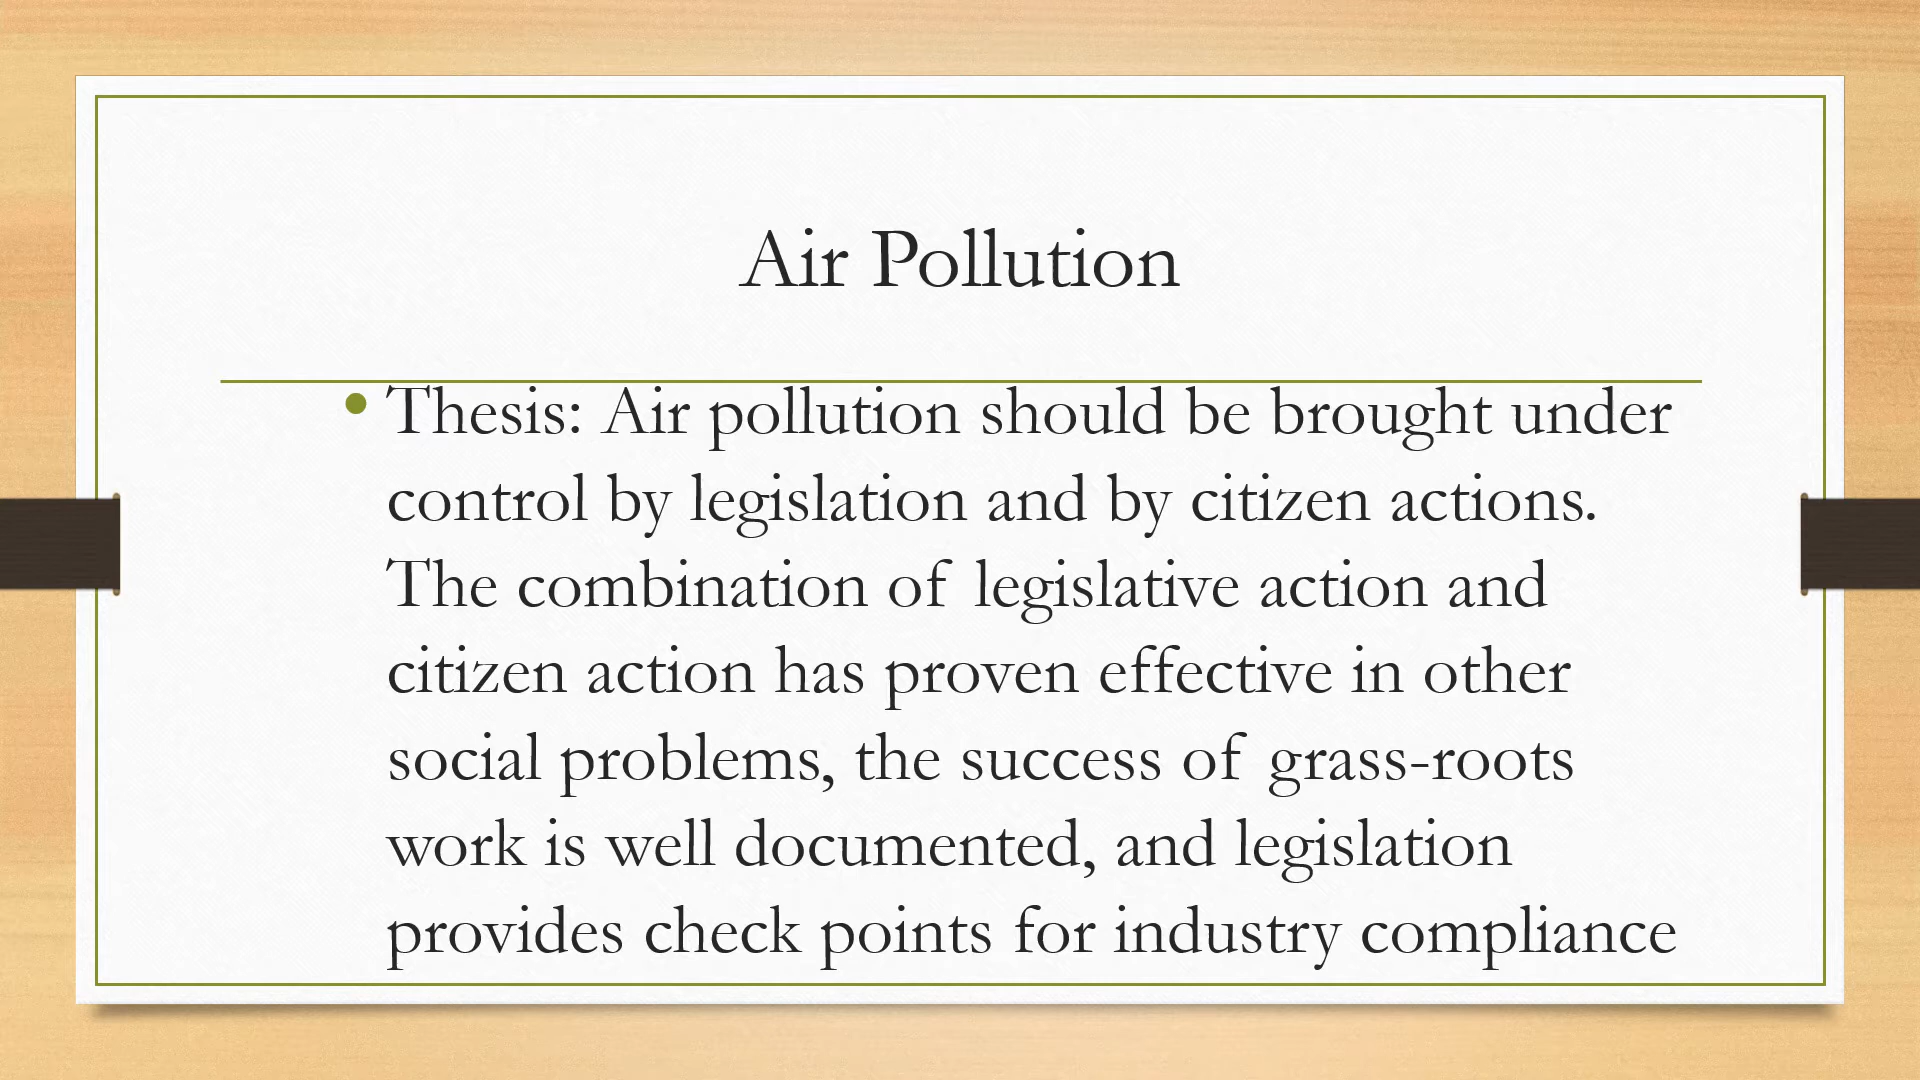 Air Pollution
• Thesis: Air pollution should be brought under
control by legislation and by citizen actions.
The combination of legislative action and
citizen action has proven effective in other
social problems, the success of grass-roots
work is well documented, and legislation
provides check points for industry compliance